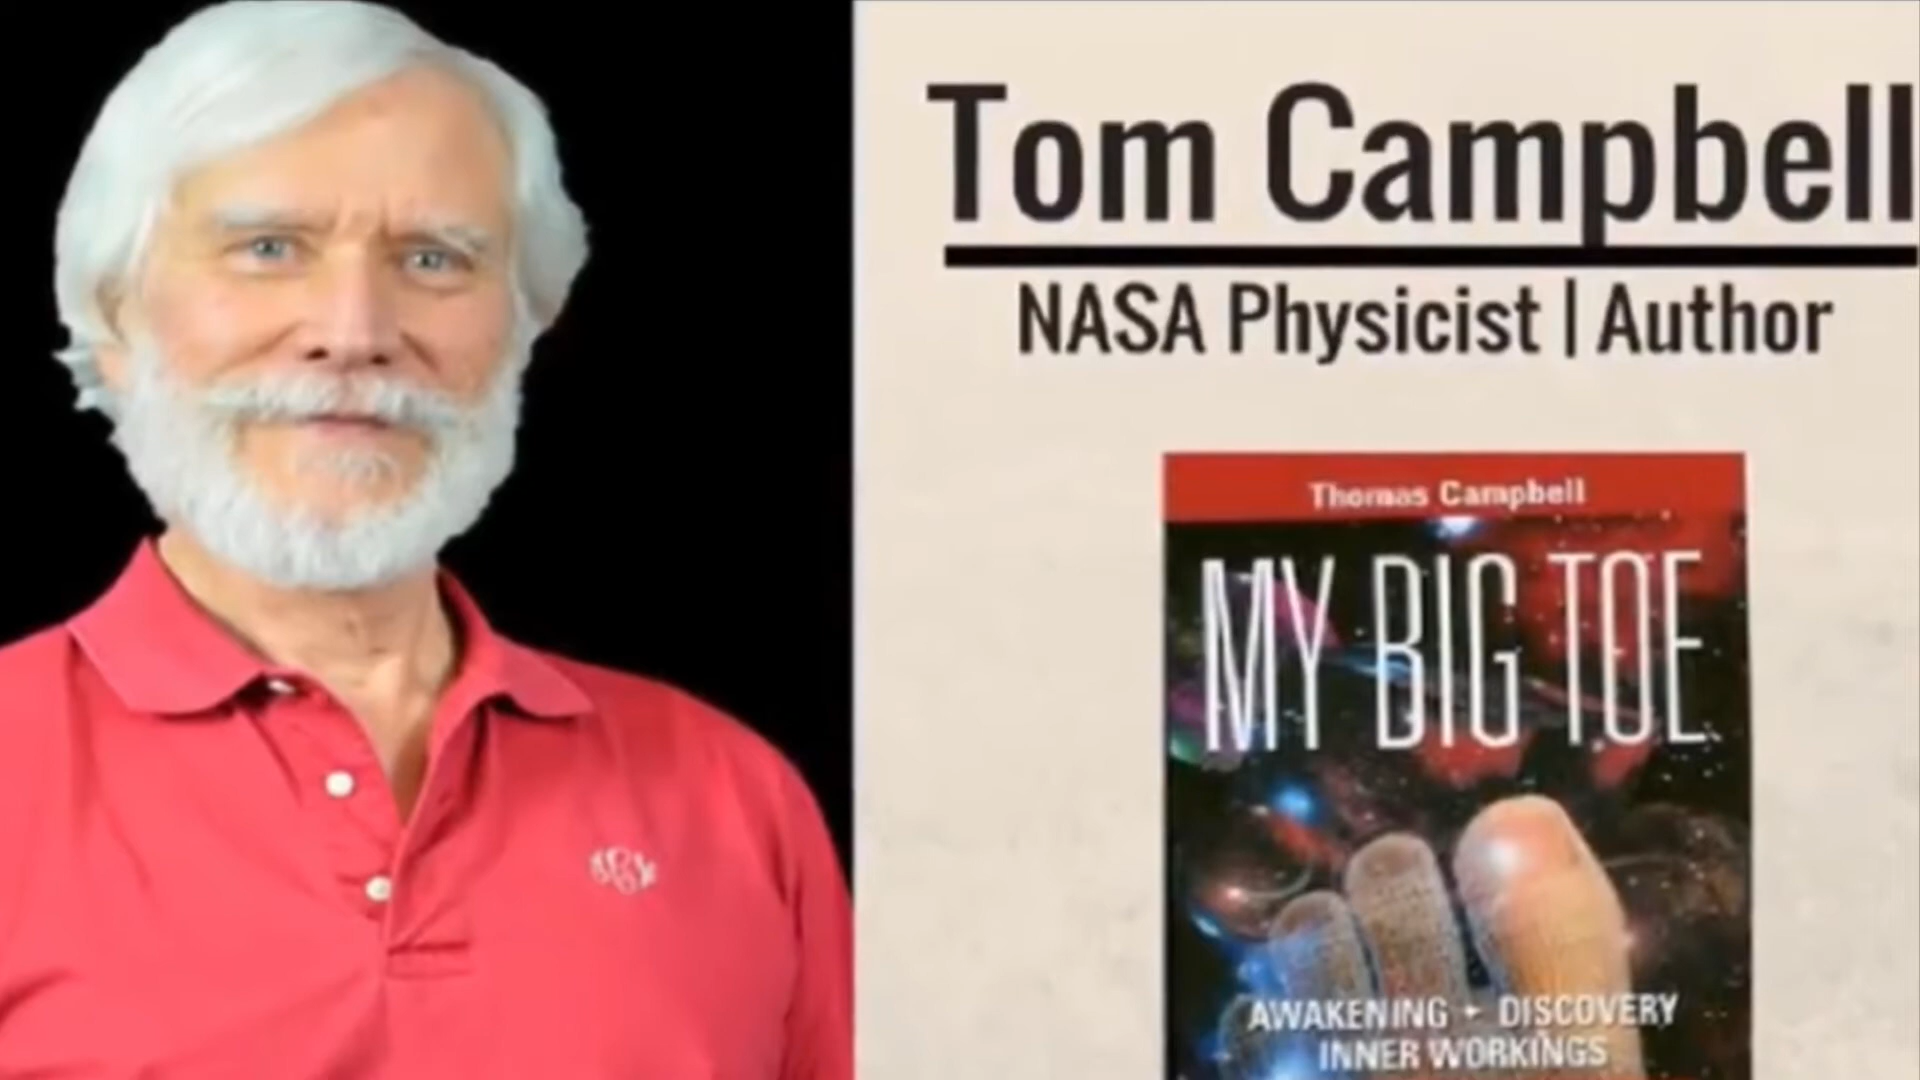 Tom Campbell
NASA Physicist | Author
Thomas Campbell
MY BIG TOE
AWAKENING + DISCOVERY
INNER WORKINGS